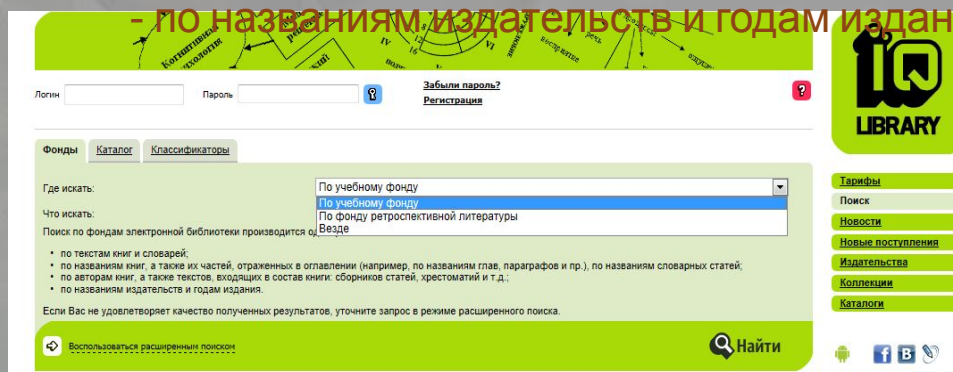 - по названиям издательств и годам издан
Когнитивная
психология
IV
VI
речь
восприятие
Логин
Пароль
Забыли пароль?
Регистрация
?
iQ
LIBRARY
Фонды Каталог Классификаторы
Где искать:
По учебному фонду
По учебному фонду
По фонду ретроспективной литературы
Везде
Что искать:
Поиск по фондам электронной библиотеки производится
• по текстам книг и словарей;
• по названиям книг, а также их частей, отраженных в оглавлении (например, по названиям глав, параграфов и пр.), по названиям словарных статей;
• по авторам книг, а также текстов, входящих в состав книги: сборников статей, хрестоматий и т.д.;
• по названиям издательств и годам издания.
Если Вас не удовлетворяет качество полученных результатов, уточните запрос в режиме расширенного поиска.
Воспользоваться расширенным поиском
Найти
Тарифы
Поиск
Новости
Новые поступления
Издательства
Коллекции
Каталоги
f B